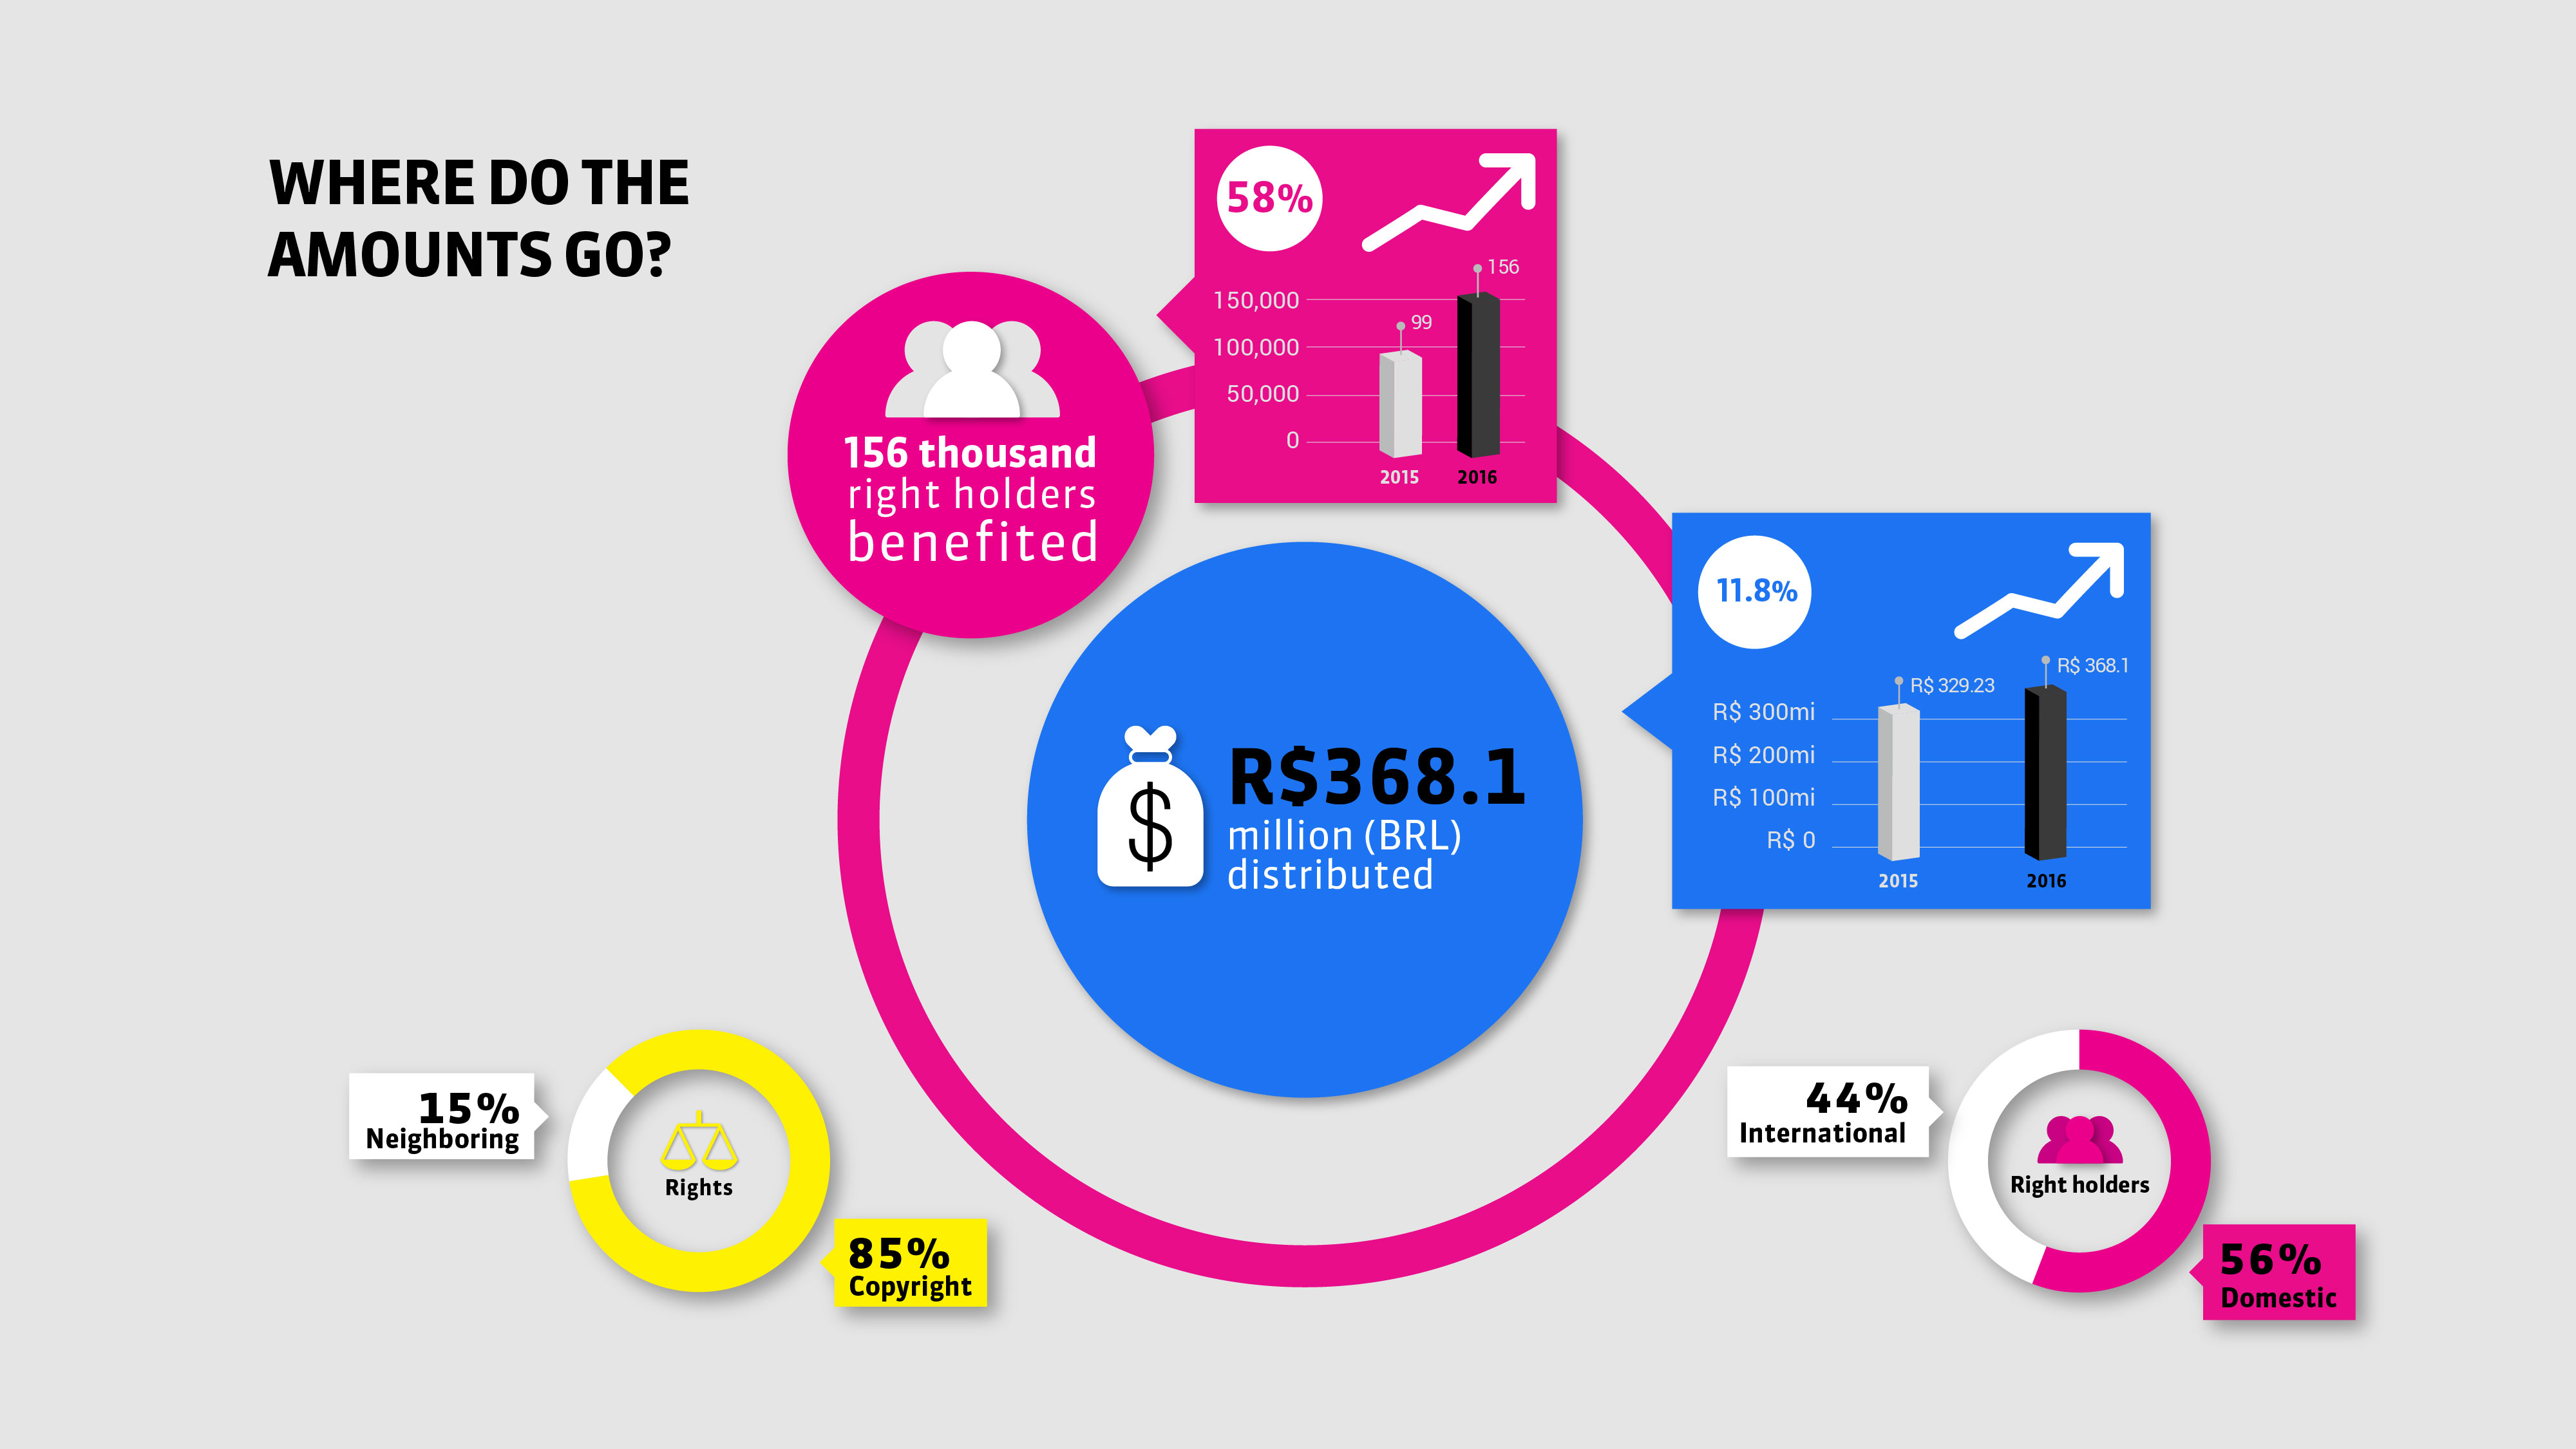 WHERE DO THE
AMOUNTS GO?
156 thousand
right holders
benefited
58%
156
99
150,000
100,000
50,000
0
2015
2016
11.8%
R$ 368.1
R$ 329.23
R$ 300mi
R$ 200mi
R$ 100mi
R$ 0
2015
2016
$
R$368.1
million (BRL)
distributed
15%
Neighboring
Rights
85%
Copyright
44%
International
Right holders
56%
Domestic